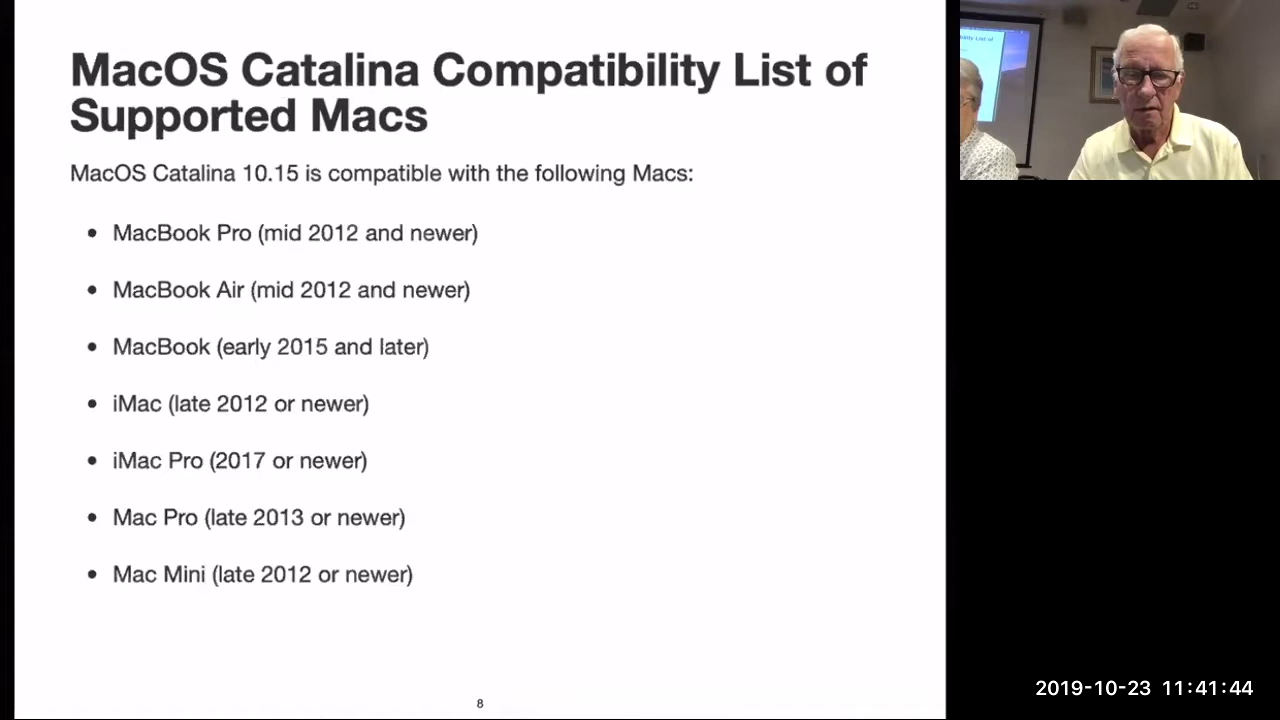 MacOS Catalina Compatibility List of
Supported Macs
MacOS Catalina 10.15 is compatible with the following Macs:
• MacBook Pro (mid 2012 and newer)
• MacBook Air (mid 2012 and newer)
• MacBook (early 2015 and later)
• iMac (late 2012 or newer)
• iMac Pro (2017 or newer)
• Mac Pro (late 2013 or newer)
• Mac Mini (late 2012 or newer)
8
2019-10-23 11:41:44